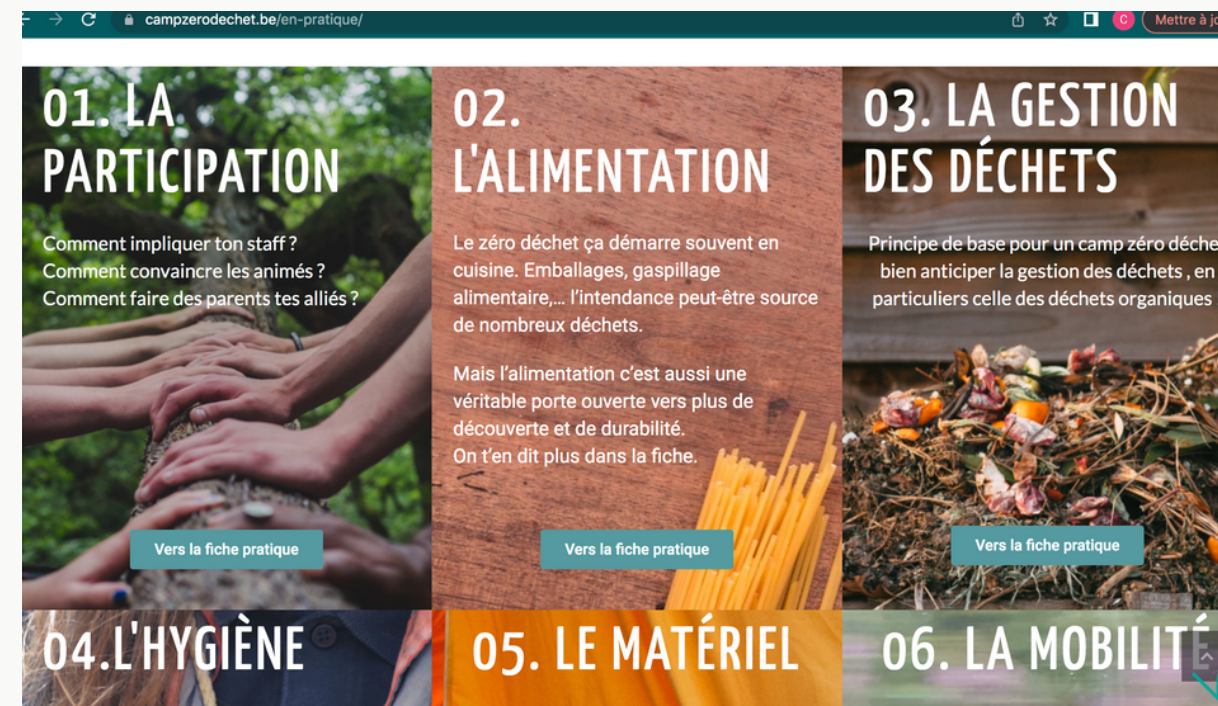 campzerodechet.be/en-pratique/
C
Mettre à jo
01. LA
PARTICIPATION
Comment impliquer ton staff ?
Comment convaincre les animés ?
Comment faire des parents tes alliés ?
Vers la fiche pratique
02.
L'ALIMENTATION
Le zéro déchet ça démarre souvent en
cuisine. Emballages, gaspillage
alimentaire,... l'intendance peut-être source
de nombreux déchets.
Mais l'alimentation c'est aussi une
véritable porte ouverte vers plus de
découverte et de durabilité.
On t'en dit plus dans la fiche.
Vers la fiche pratique
03. LA GESTION
DES DÉCHETS
Principe de base pour un camp zéro déche
bien anticiper la gestion des déchets , en
particuliers celle des déchets organiques
Vers la fiche pratique
04.L'HYGIÈNE
05. LE MATÉRIEL
06. LA MOBILITÉ